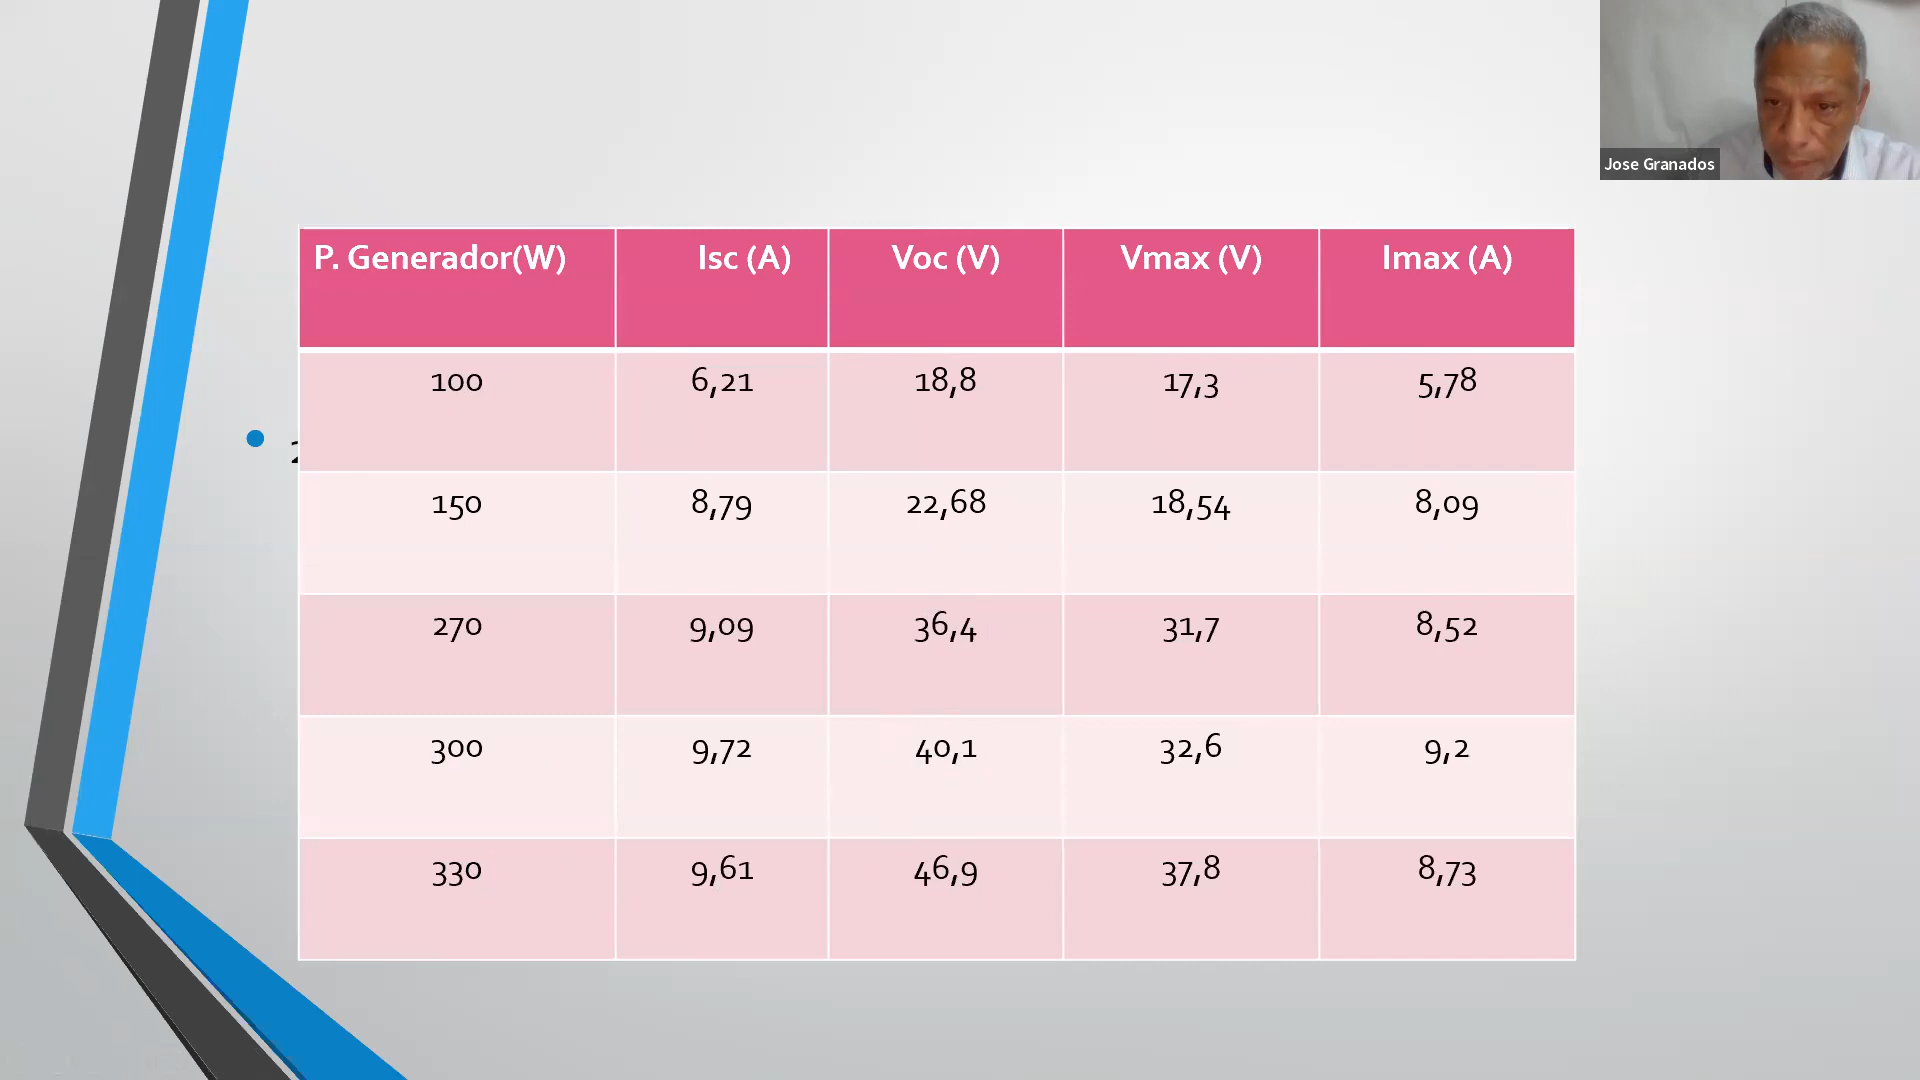 Jose Granados
P. Generador(W) Isc (A) Voc (V) Vmax (V) Imax (A)
100 6,21 18,8 17,3 5,78
150 8,79 22,68 18,54 8,09
270 9,09 36,4 31,7 8,52
300 9,72 40,1 32,6 9,2
330 9,61 46,9 37,8 8,73